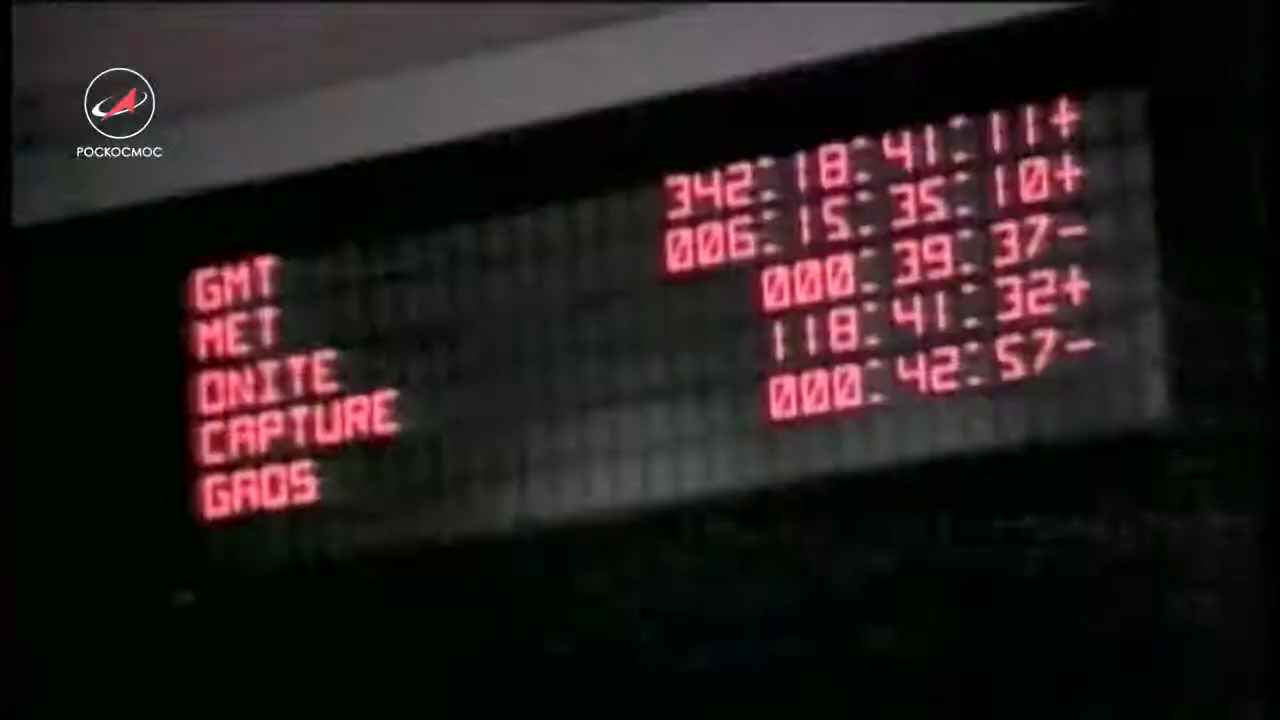 РОСКОСМОС
GMT 342:18:41:11+
MET 006:15:35:10+
ONITE 000:39:37-
CAPTURE 118:41:32+
GAOS 000:42:57-